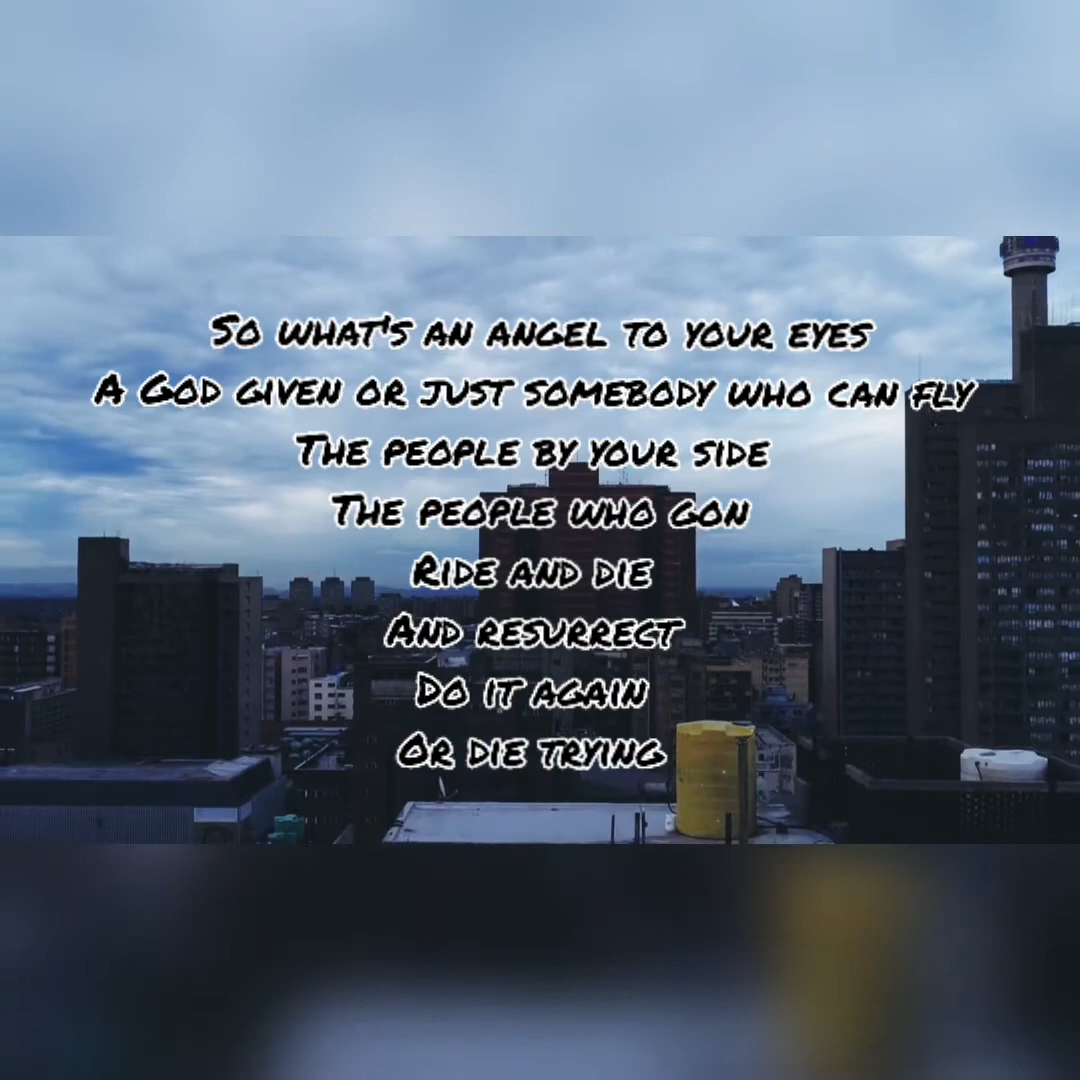 So what's an angel to your eyes
A God given or just somebody who can fly
The people by your side
The people who gon
Ride and die
And resurrect
Do it again
Or die trying